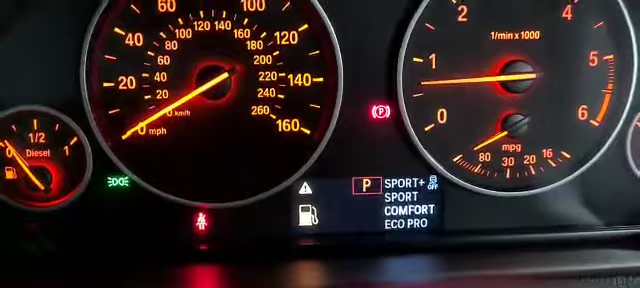 20
40
60
100
120
140
160
20
40
60
80
100
120
140
160
180
200
220
240
260
0 km/h
0 mph
0
1/2
1
Diesel
0
1
2
4
5
6
1/min x 1000
mpg
80
30
20
16
(P)
P
SPORT+
OFF
SPORT
COMFORT
ECO PRO